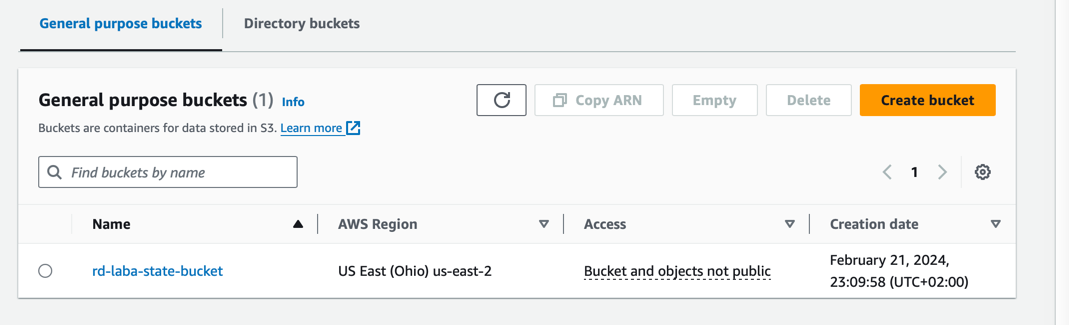 General purpose buckets Directory buckets
General purpose buckets (1) Info
Buckets are containers for data stored in S3. Learn more
Copy ARN Empty Delete Create bucket
Find buckets by name
1
Name AWS Region Access Creation date
rd-laba-state-bucket US East (Ohio) us-east-2 Bucket and objects not public February 21, 2024,
23:09:58 (UTC+02:00)